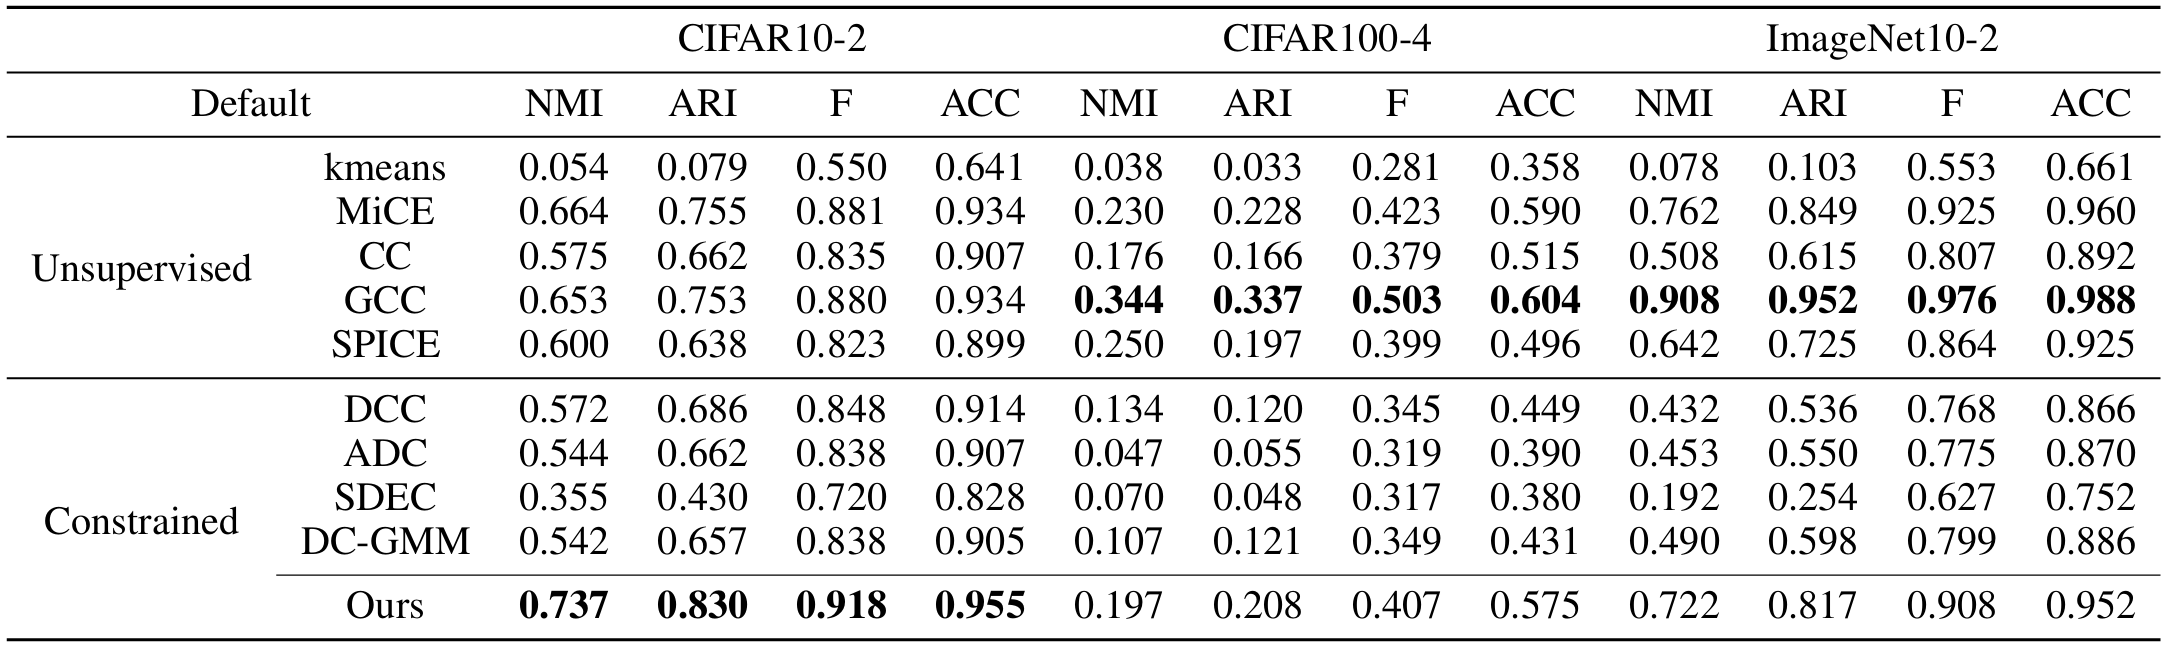 CIFAR10-2 CIFAR100-4 ImageNet10-2
Default NMI ARI F ACC NMI ARI F ACC NMI ARI F ACC
kmeans 0.054 0.079 0.550 0.641 0.038 0.033 0.281 0.358 0.078 0.103 0.553 0.661
MiCE 0.664 0.755 0.881 0.934 0.230 0.228 0.423 0.590 0.762 0.849 0.925 0.960
CC 0.575 0.662 0.835 0.907 0.176 0.166 0.379 0.515 0.508 0.615 0.807 0.892
Unsupervised
GCC 0.653 0.753 0.880 0.934 0.344 0.337 0.503 0.604 0.908 0.952 0.976 0.988
SPICE 0.600 0.638 0.823 0.899 0.250 0.197 0.399 0.496 0.642 0.725 0.864 0.925
DCC 0.572 0.686 0.848 0.914 0.134 0.120 0.345 0.449 0.432 0.536 0.768 0.866
ADC 0.544 0.662 0.838 0.907 0.047 0.055 0.319 0.390 0.453 0.550 0.775 0.870
SDEC 0.355 0.430 0.720 0.828 0.070 0.048 0.317 0.380 0.192 0.254 0.627 0.752
Constrained
DC-GMM 0.542 0.657 0.838 0.905 0.107 0.121 0.349 0.431 0.490 0.598 0.799 0.886
Ours 0.737 0.830 0.918 0.955 0.197 0.208 0.407 0.575 0.722 0.817 0.908 0.952